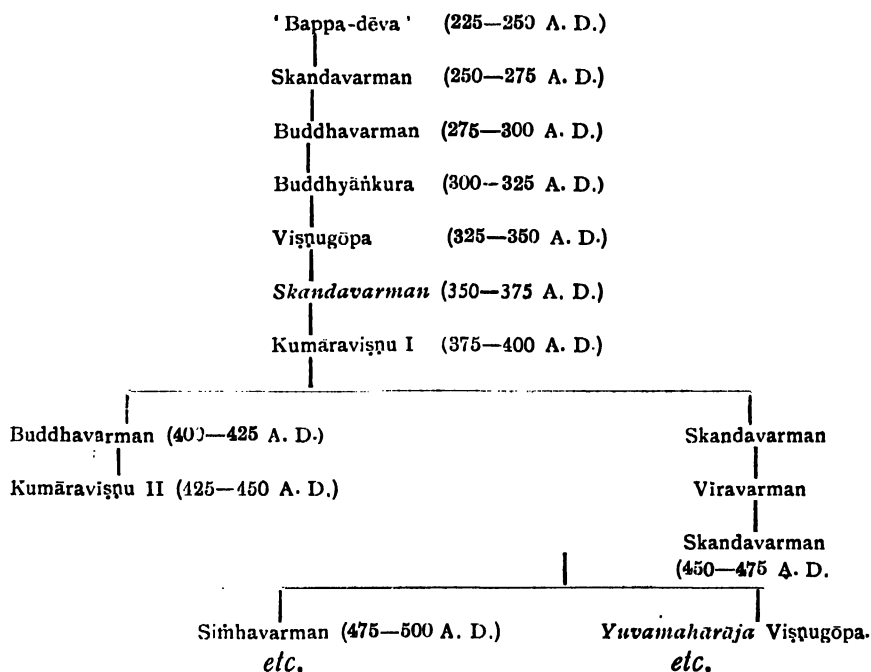 'Bappa-dēva' (225—250 A. D.)
Skandavarman (250—275 A. D.)
Buddhavarman (275—300 A. D.)
Buddhyāṅkura (300--325 A. D.)
Viṣṇugōpa (325—350 A. D.)
Skandavarman (350—375 A. D.)
Kumāraviṣṇu I (375—400 A. D.)
Buddhavarman (400—425 A. D.) Skandavarman
Kumāraviṣṇu II (425—450 A. D.) Viravarman
Skandavarman
(450—475 A. D.
Siṁhavarman (475—500 A. D.) Yuvamahārāja Viṣṇugōpa.
etc. etc.